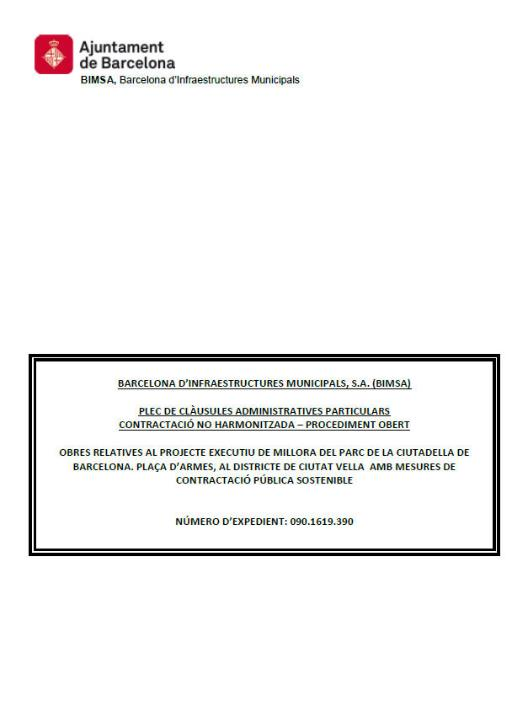 Ajuntament
de Barcelona
BIMSA, Barcelona d'Infraestructures Municipals
BARCELONA D'INFRAESTRUCTURES MUNICIPALS, S.A. (BIMSA)
PLEC DE CLÀUSULES ADMINISTRATIVES PARTICULARS
CONTRACTACIÓ NO HARMONITZADA – PROCEDIMENT OBERT
OBRES RELATIVES AL PROJECTE EXECUTIU DE MILLORA DEL PARC DE LA CIUTADELLA DE
BARCELONA. PLAÇA D'ARMES, AL DISTRICTE DE CIUTAT VELLA AMB MESURES DE
CONTRACTACIÓ PÚBLICA SOSTENIBLE
NÚMERO D'EXPEDIENT: 090.1619.390